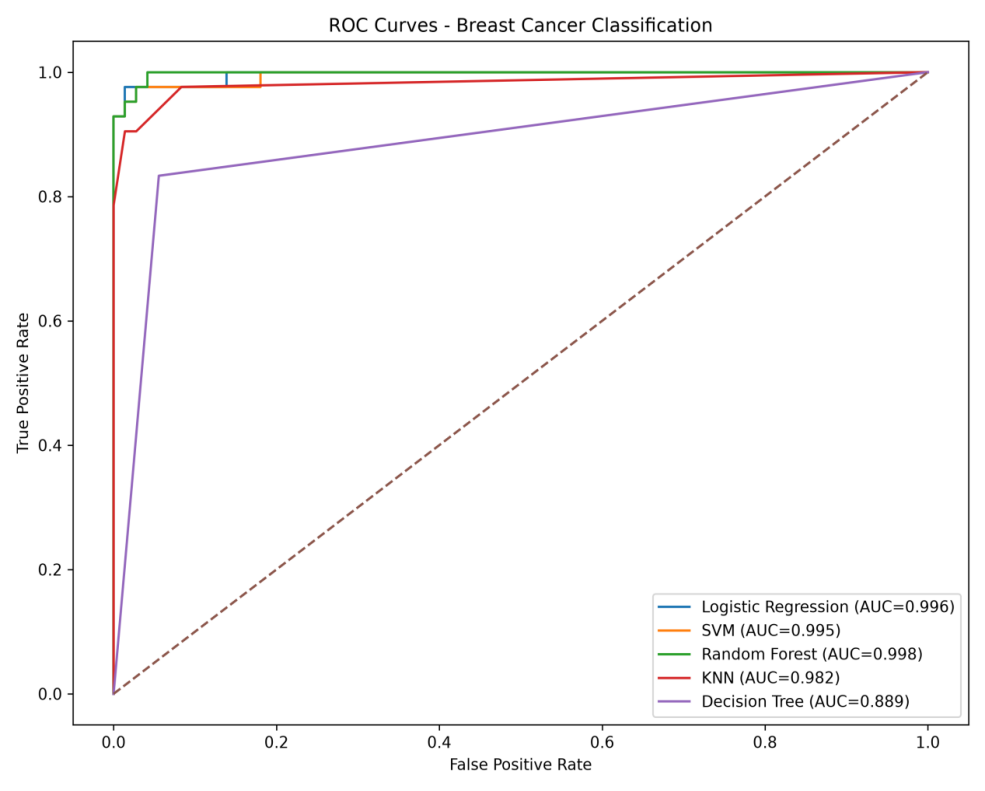 ROC Curves - Breast Cancer Classification
True Positive Rate
1.0
0.8
0.6
0.4
0.2
0.0
Logistic Regression (AUC=0.996)
SVM (AUC=0.995)
Random Forest (AUC=0.998)
KNN (AUC=0.982)
Decision Tree (AUC=0.889)
0.0 0.2 0.4 0.6 0.8 1.0
False Positive Rate